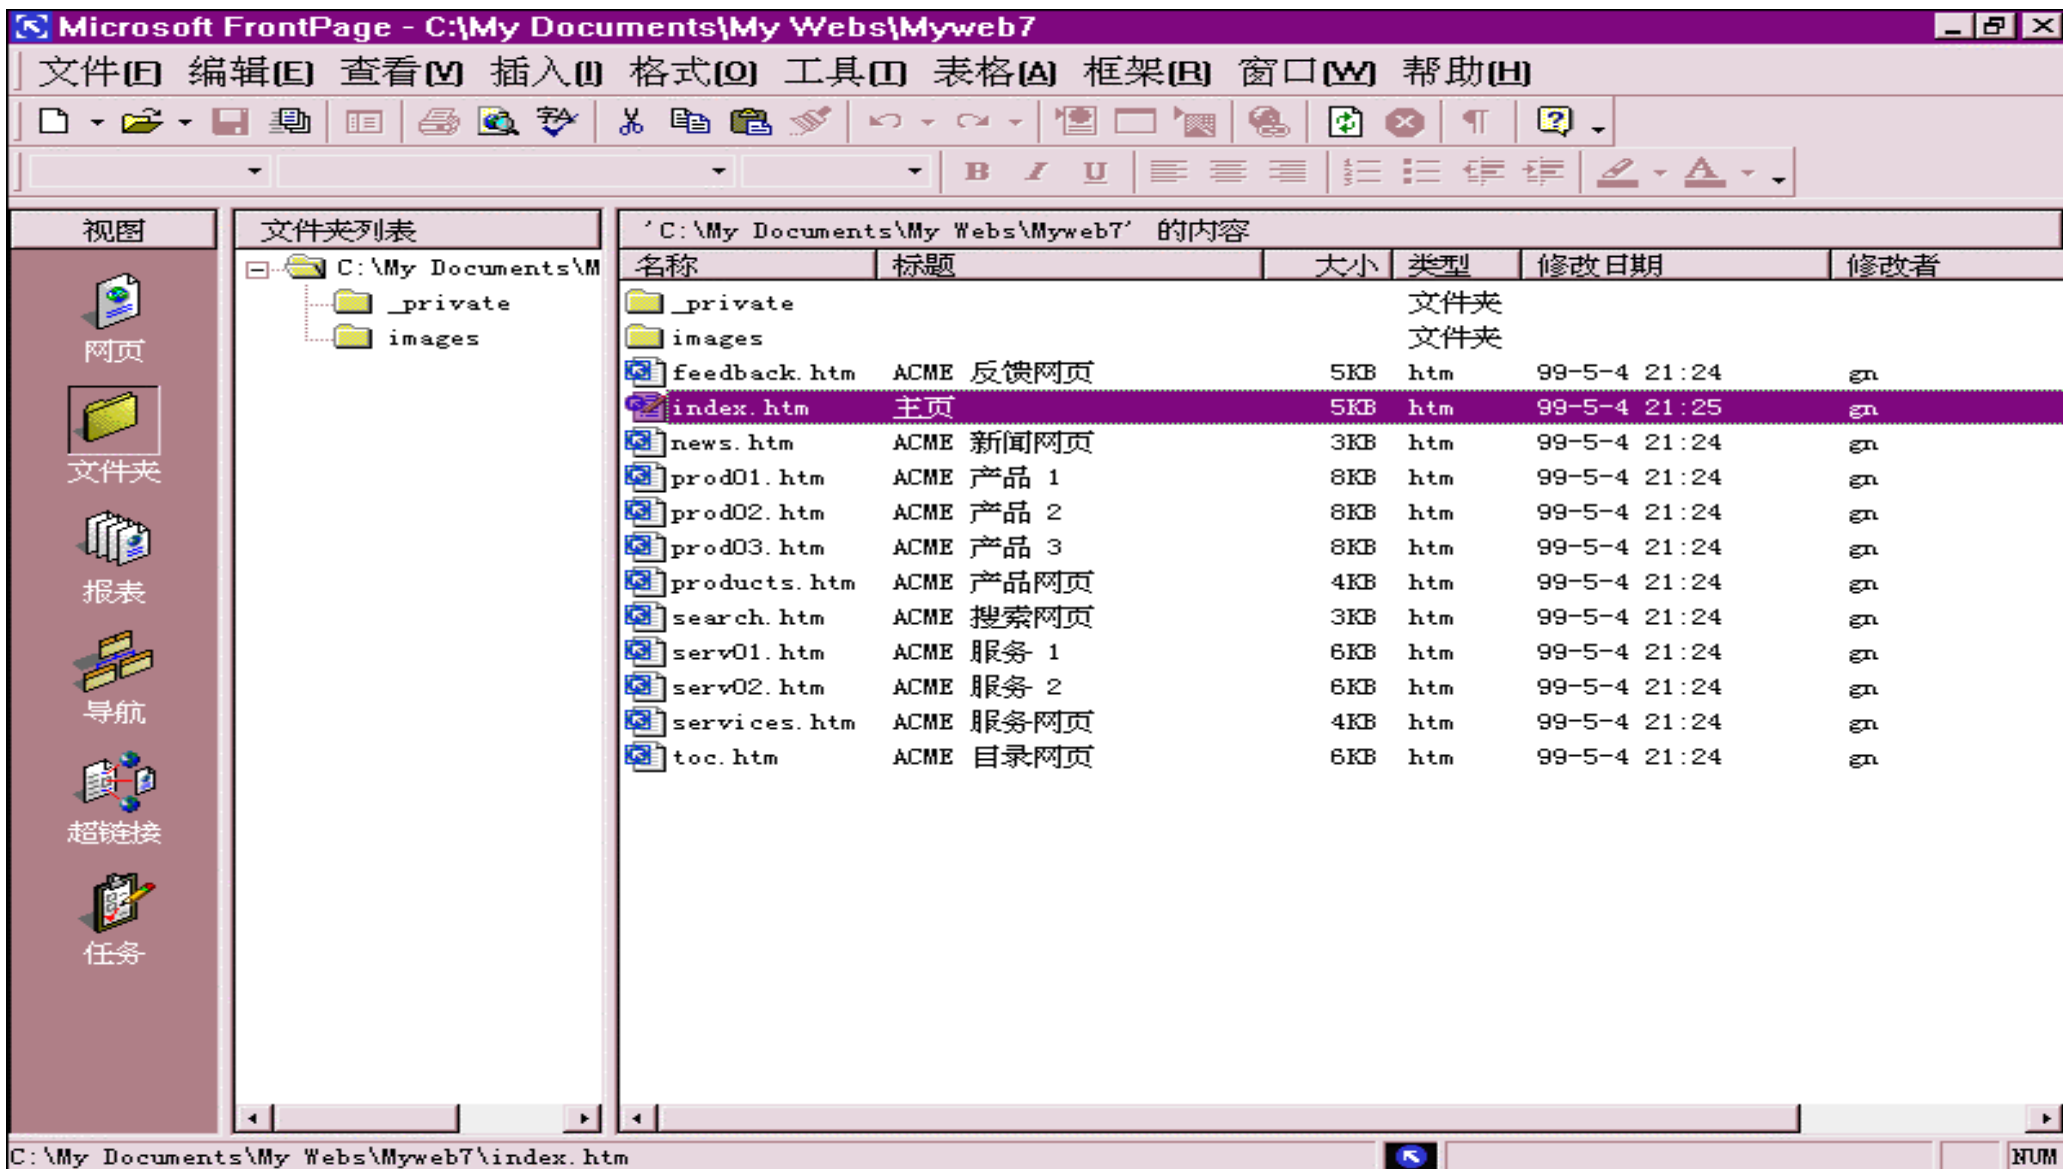 Microsoft FrontPage - C:\My Documents\My Webs\Myweb7
文件(F) 编辑(E) 查看(V) 插入(I) 格式(O) 工具(T) 表格(A) 框架(R) 窗口(W) 帮助(H)
B I U A
视图 文件夹列表 'C:\My Documents\My Webs\Myweb7' 的内容
C:\My Documents\M 名称 标题 大小 类型 修改日期 修改者
_private _private 文件夹
网页 images images 文件夹
feedback.htm ACME 反馈网页 5KB htm 99-5-4 21:24 gn
index.htm 主页 5KB htm 99-5-4 21:25 gn
news.htm ACME 新闻网页 3KB htm 99-5-4 21:24 gn
文件夹 prod01.htm ACME 产品 1 8KB htm 99-5-4 21:24 gn
prod02.htm ACME 产品 2 8KB htm 99-5-4 21:24 gn
prod03.htm ACME 产品 3 8KB htm 99-5-4 21:24 gn
报表 products.htm ACME 产品网页 4KB htm 99-5-4 21:24 gn
search.htm ACME 搜索网页 3KB htm 99-5-4 21:24 gn
serv01.htm ACME 服务 1 6KB htm 99-5-4 21:24 gn
serv02.htm ACME 服务 2 6KB htm 99-5-4 21:24 gn
导航 services.htm ACME 服务网页 4KB htm 99-5-4 21:24 gn
toc.htm ACME 目录网页 6KB htm 99-5-4 21:24 gn
超链接
任务
C:\My Documents\My Webs\Myweb7\index.htm NUM